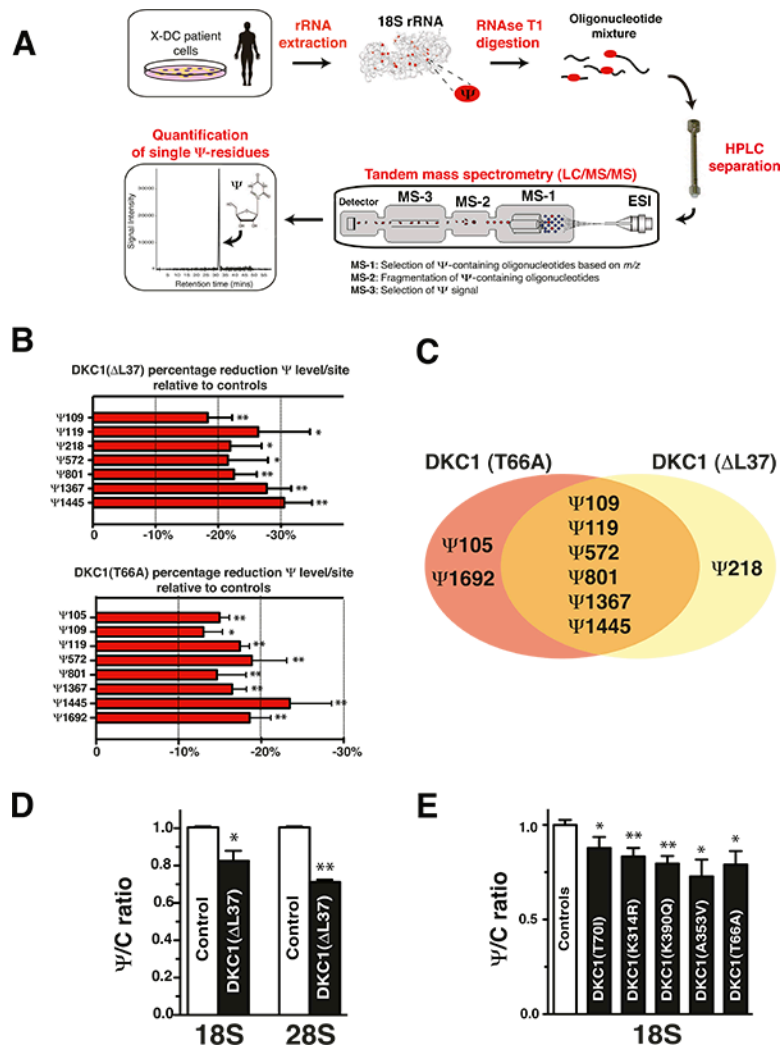 A
X-DC patient
cells
rRNA
extraction
18S rRNA
Ψ
RNAse T1
digestion
Oligonucleotide
mixture
HPLC
separation
Tandem mass spectrometry (LC/MS/MS)
Detector
MS-3
MS-2
MS-1
ESI
MS-1: Selection of Ψ-containing oligonucleotides based on m/z
MS-2: Fragmentation of Ψ-containing oligonucleotides
MS-3: Selection of Ψ signal
Quantification
of single Ψ-residues
Ψ
Signal Intensity
Retention time (mins)
B
DKC1(ΔL37) percentage reduction Ψ level/site
relative to controls
Ψ109 **
Ψ119 *
Ψ218 *
Ψ572 *
Ψ801 **
Ψ1367 **
Ψ1445 **
0 -10% -20% -30%
DKC1(T66A) percentage reduction Ψ level/site
relative to controls
Ψ105 **
Ψ109 *
Ψ119 **
Ψ572 **
Ψ801 **
Ψ1367 **
Ψ1445 **
Ψ1692 **
0 -10% -20% -30%
C
DKC1 (T66A)
DKC1 (ΔL37)
Ψ105
Ψ1692
Ψ109
Ψ119
Ψ572
Ψ801
Ψ1367
Ψ1445
Ψ218
D
Ψ/C ratio
1.0
0.8
0.6
0.4
0.2
0.0
Control
DKC1(ΔL37)
*
Control
DKC1(ΔL37)
**
18S
28S
E
Ψ/C ratio
1.0
0.75
0.5
0.0
Controls
DKC1(T70I)
*
DKC1(K314R)
**
DKC1(K390Q)
**
DKC1(A353V)
*
DKC1(T66A)
*
18S